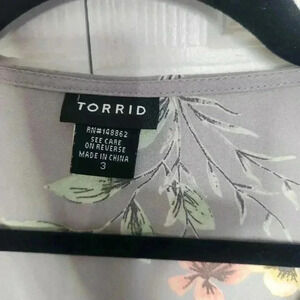 TORRID
RN#148862
SEE CARE
ON REVERSE
MADE IN CHINA
3